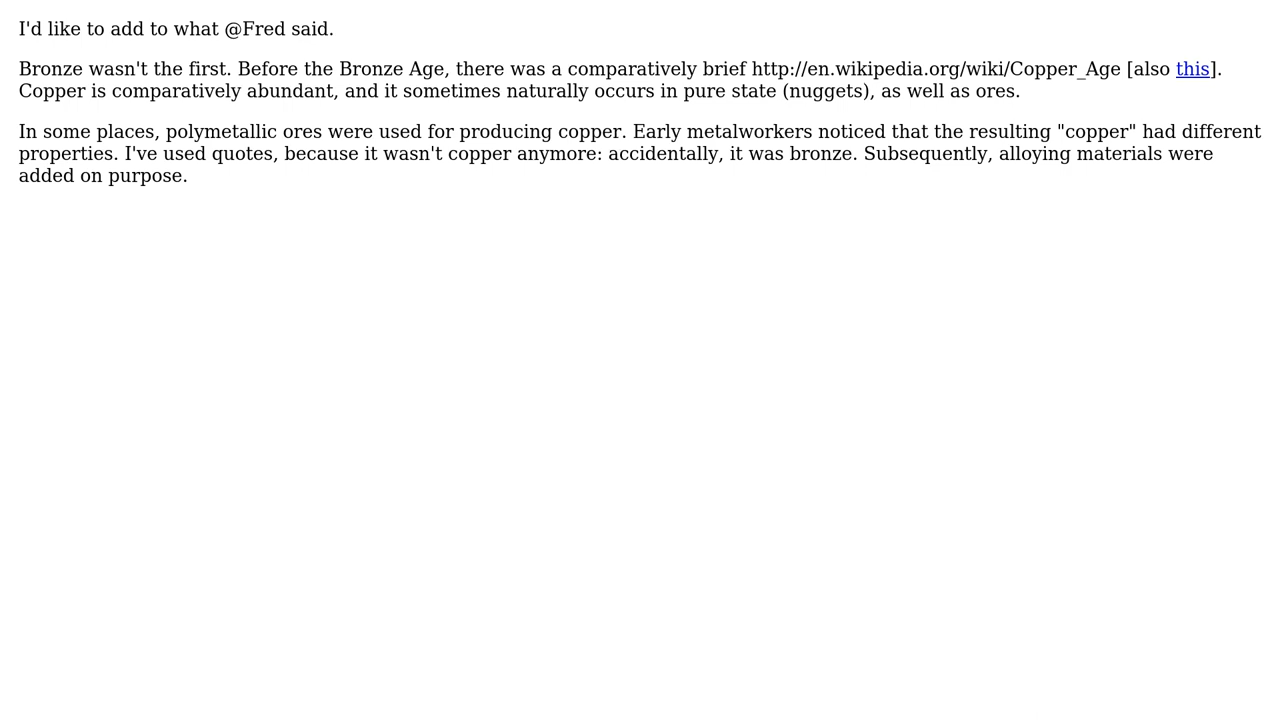 I'd like to add to what @Fred said.
Bronze wasn't the first. Before the Bronze Age, there was a comparatively brief http://en.wikipedia.org/wiki/Copper_Age [also this].
Copper is comparatively abundant, and it sometimes naturally occurs in pure state (nuggets), as well as ores.
In some places, polymetallic ores were used for producing copper. Early metalworkers noticed that the resulting "copper" had different
properties. I've used quotes, because it wasn't copper anymore: accidentally, it was bronze. Subsequently, alloying materials were
added on purpose.